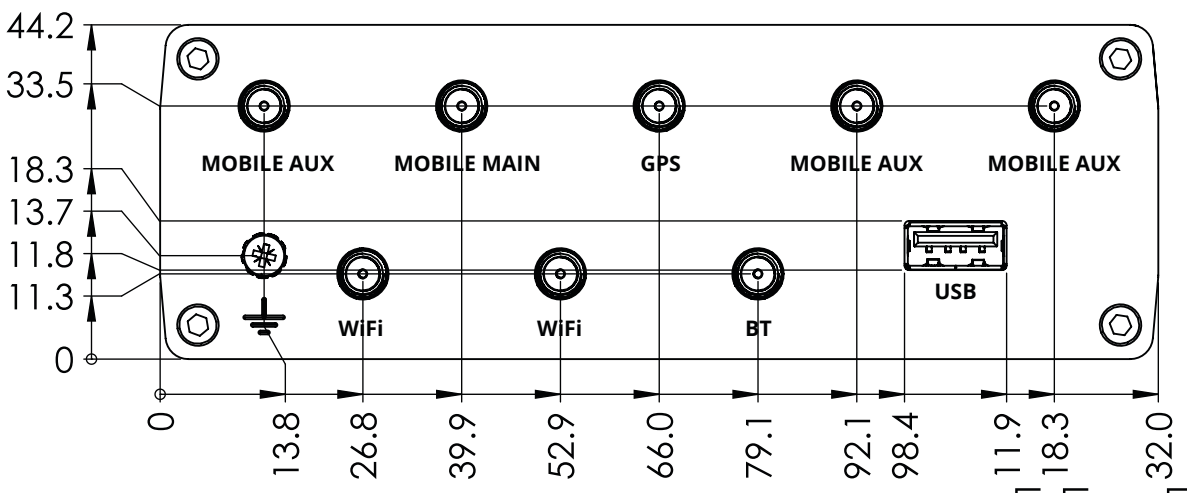 44.2
33.5
18.3
13.7
11.8
11.3
0
MOBILE AUX MOBILE MAIN GPS MOBILE AUX MOBILE AUX
USB
WiFi WiFi BT
0 13.8 26.8 39.9 52.9 66.0 79.1 92.1 98.4 11.9 18.3 32.0